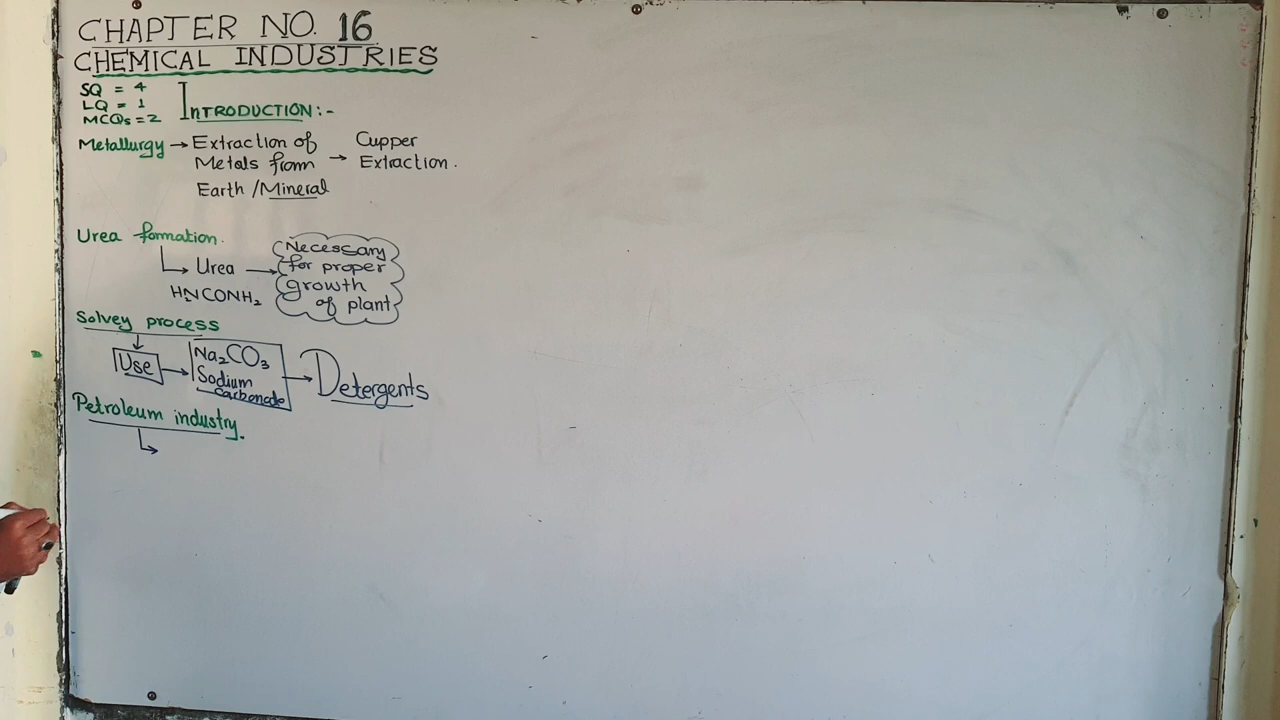 CHAPTER NO. 16
CHEMICAL INDUSTRIES
SQ = 4
LQ = 1
MCQs = 2
INTRODUCTION:-
Metallurgy → Extraction of Metals from Earth / Mineral → Cupper Extraction.
Urea formation.
Urea → Necessary for proper growth of plant
H₂NCONH₂
Solvey process
Use → Na₂CO₃ Sodium Carbonate → Detergents
Petroleum industry.